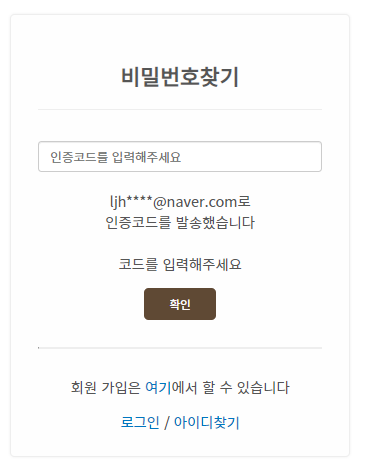 비밀번호찾기
인증코드를 입력해주세요
ljh****@naver.com로
인증코드를 발송했습니다
코드를 입력해주세요
확인
회원 가입은 여기에서 할 수 있습니다
로그인 / 아이디찾기